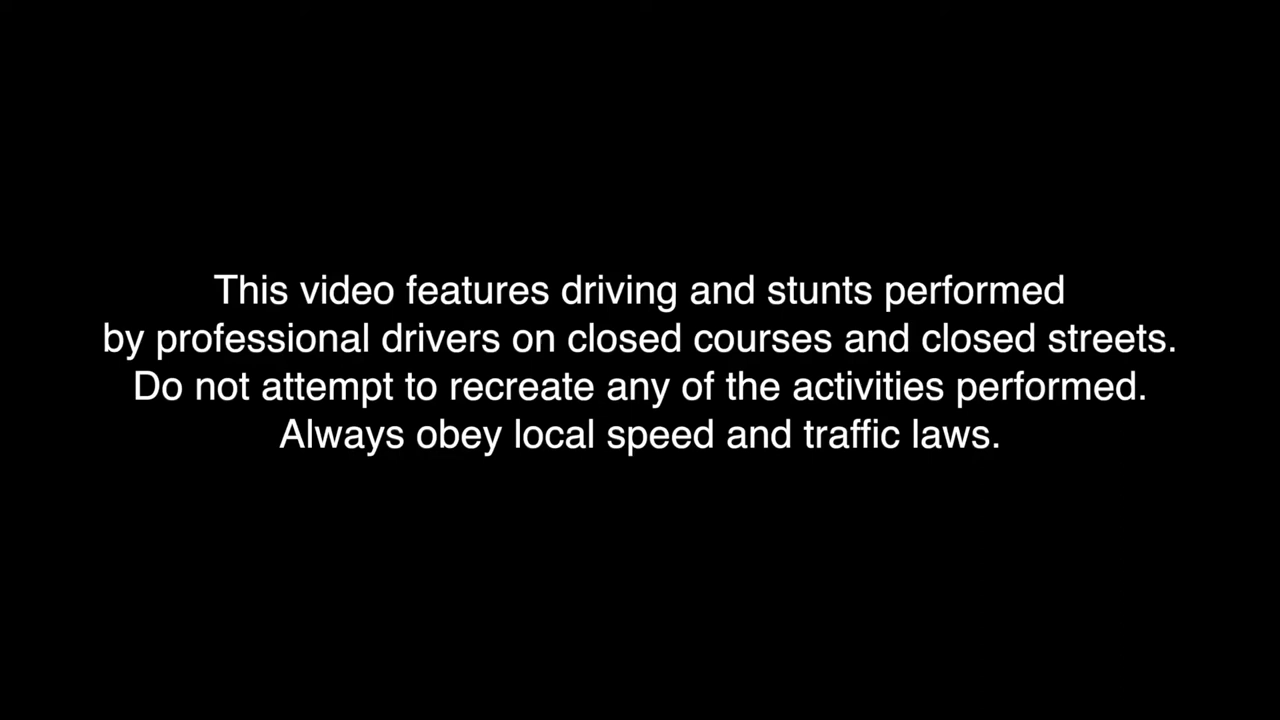 This video features driving and stunts performed
by professional drivers on closed courses and closed streets.
Do not attempt to recreate any of the activities performed.
Always obey local speed and traffic laws.